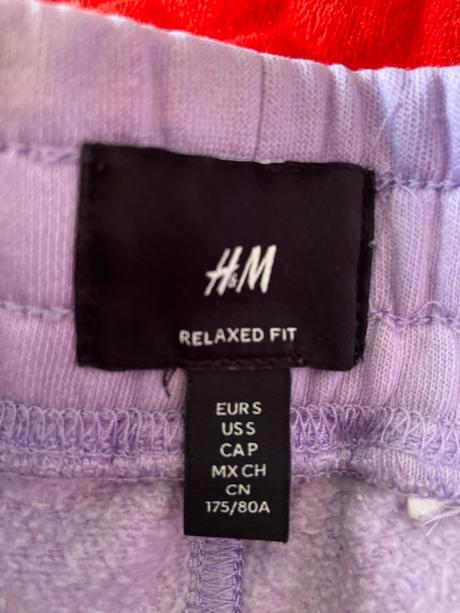 H&M
RELAXED FIT
EUR S
US S
CA P
MX CH
CN
175/80A